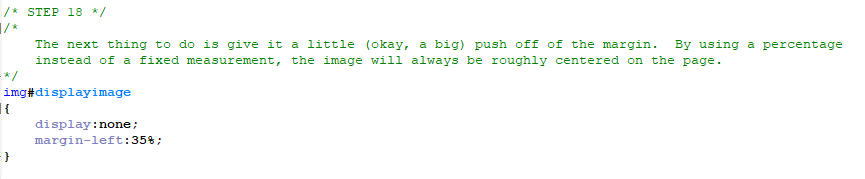 /* STEP 18 */
/*
The next thing to do is give it a little (okay, a big) push off of the margin.  By using a percentage
instead of a fixed measurement, the image will always be roughly centered on the page.
*/
img#displayimage
{
display:none;
margin-left:35%;
}